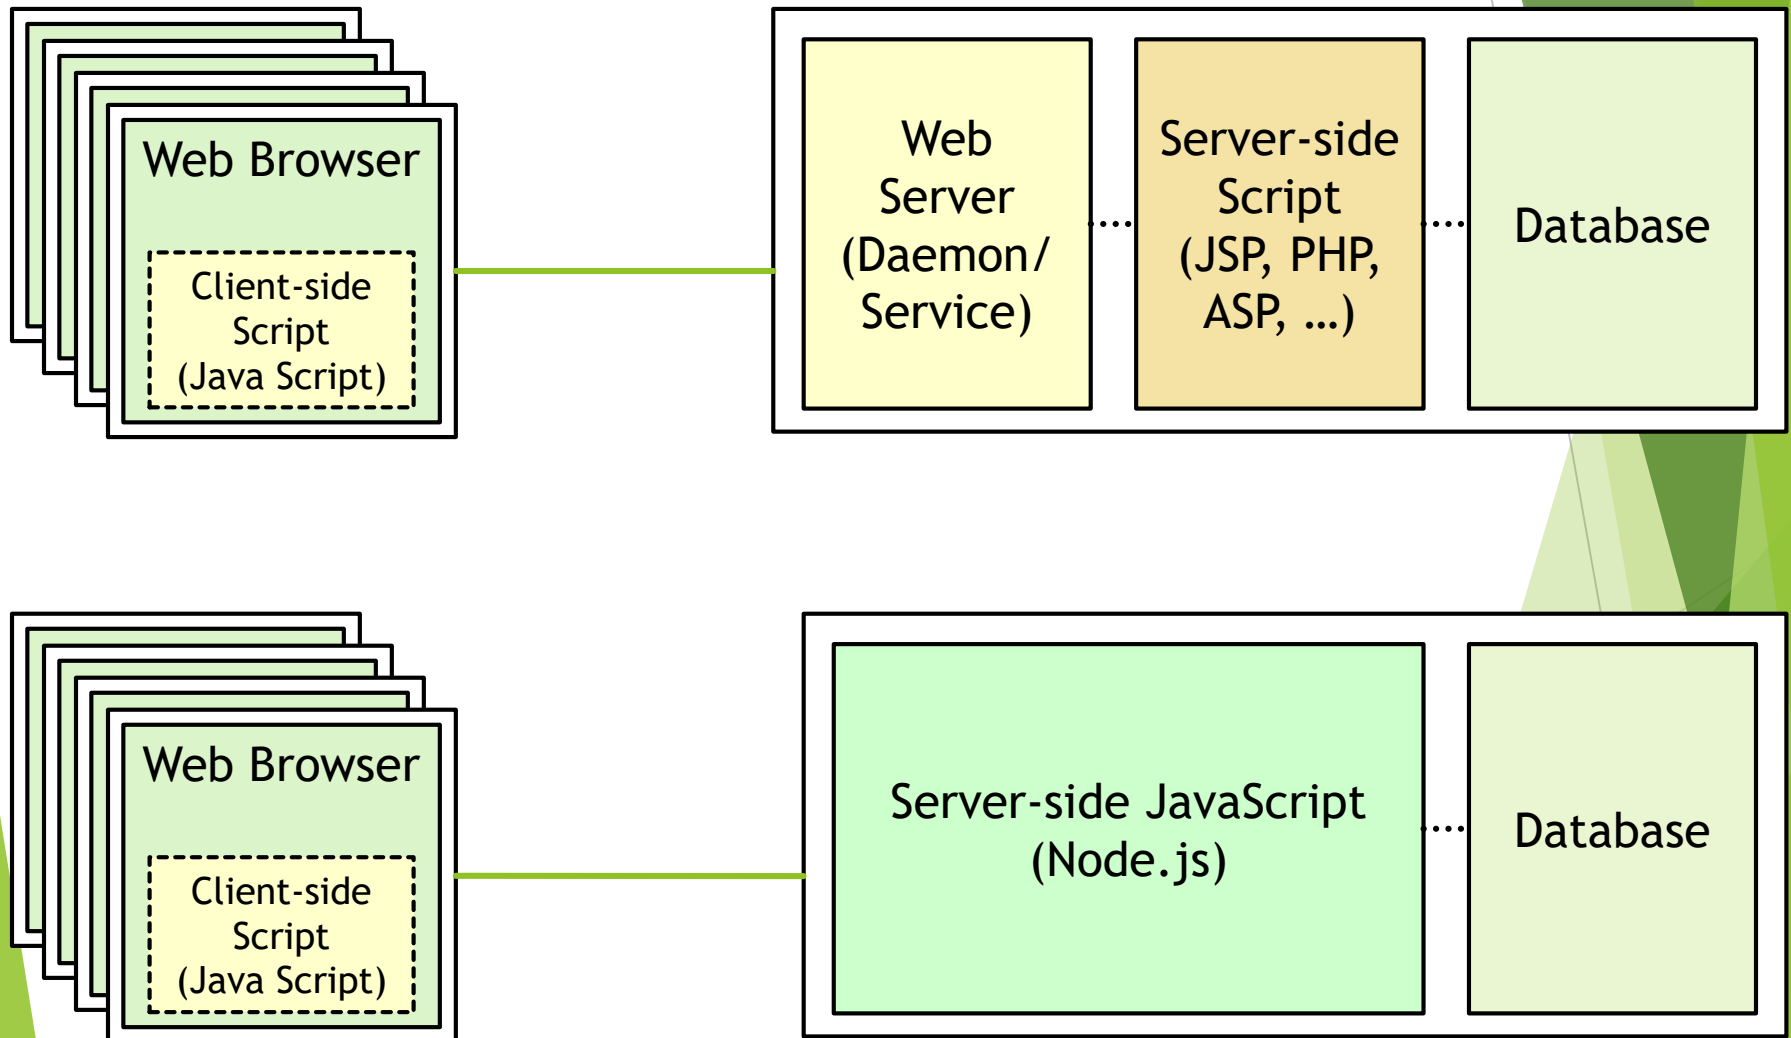 Web Browser
Client-side
Script
(Java Script)
Web
Server
(Daemon/
Service)
Server-side
Script
(JSP, PHP,
ASP, …)
Database
Web Browser
Client-side
Script
(Java Script)
Server-side JavaScript
(Node.js)
Database